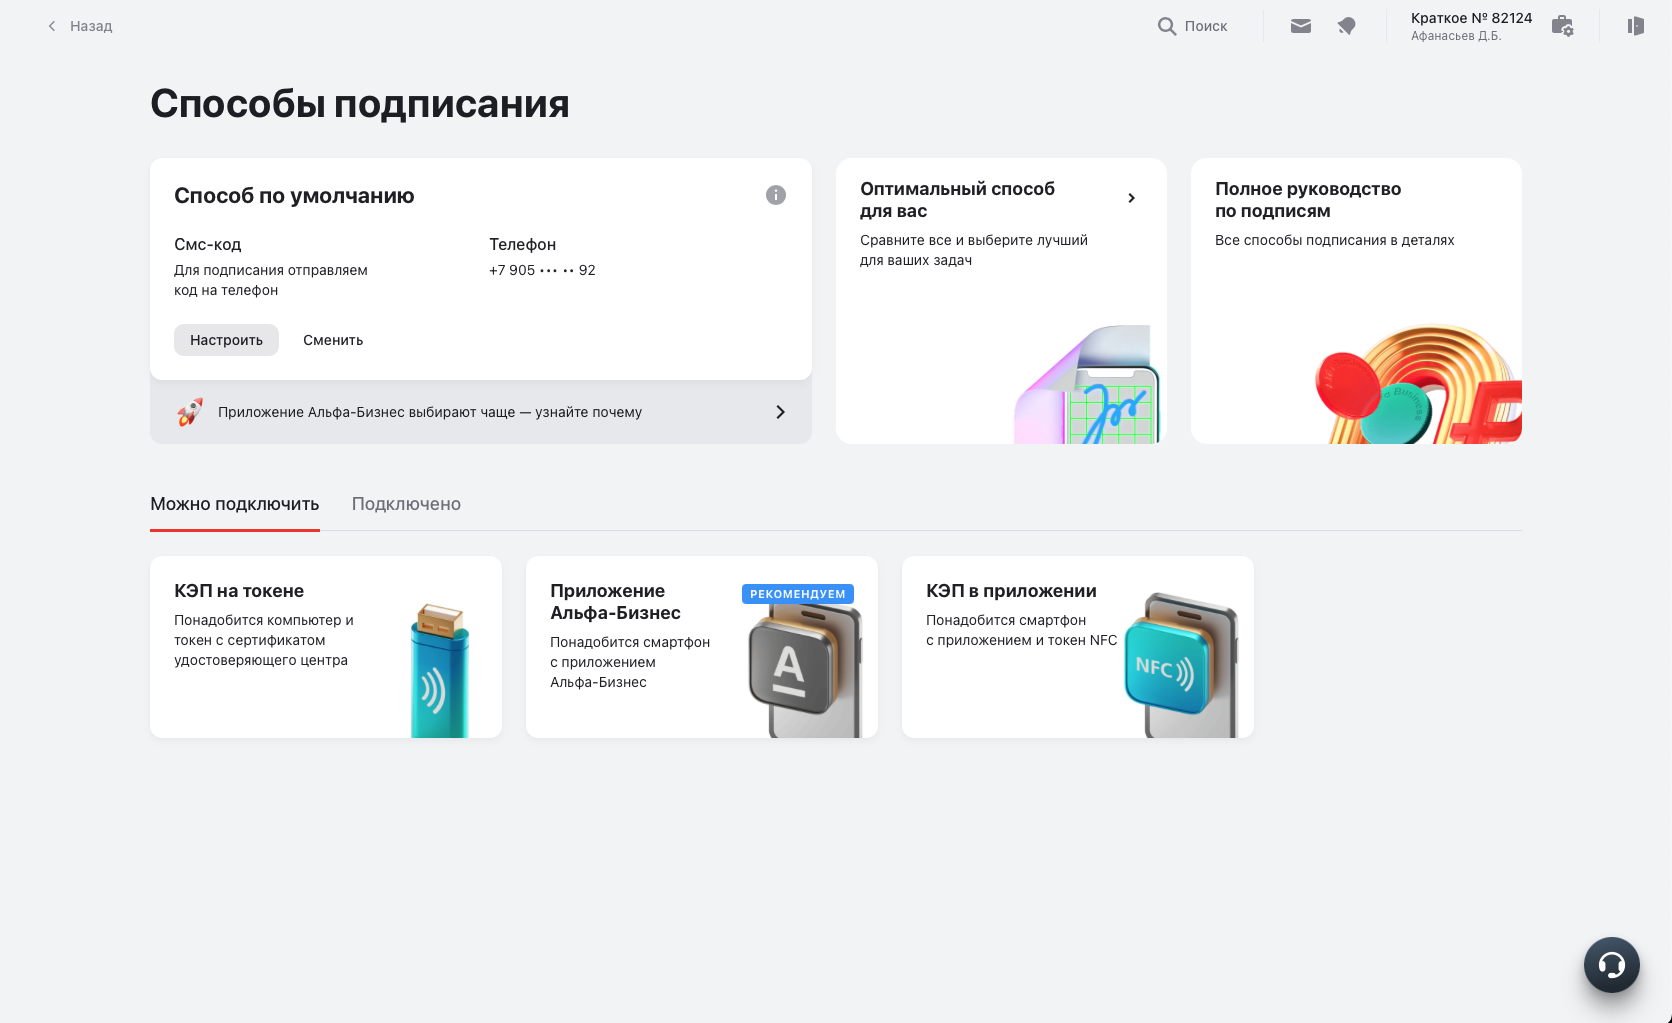 Назад
Поиск
Краткое № 82124
Афанасьев Д.Б.
Способы подписания
Способ по умолчанию
Смс-код
Для подписания отправляем
код на телефон
Телефон
+7 905 ••• •• 92
Настроить
Сменить
Приложение Альфа-Бизнес выбирают чаще — узнайте почему
Оптимальный способ
для вас
Сравните все и выберите лучший
для ваших задач
Полное руководство
по подписям
Все способы подписания в деталях
Можно подключить
Подключено
КЭП на токене
Понадобится компьютер и
токен с сертификатом
удостоверяющего центра
Приложение
Альфа-Бизнес
РЕКОМЕНДУЕМ
Понадобится смартфон
с приложением
Альфа-Бизнес
А
КЭП в приложении
Понадобится смартфон
с приложением и токен NFC
NFC